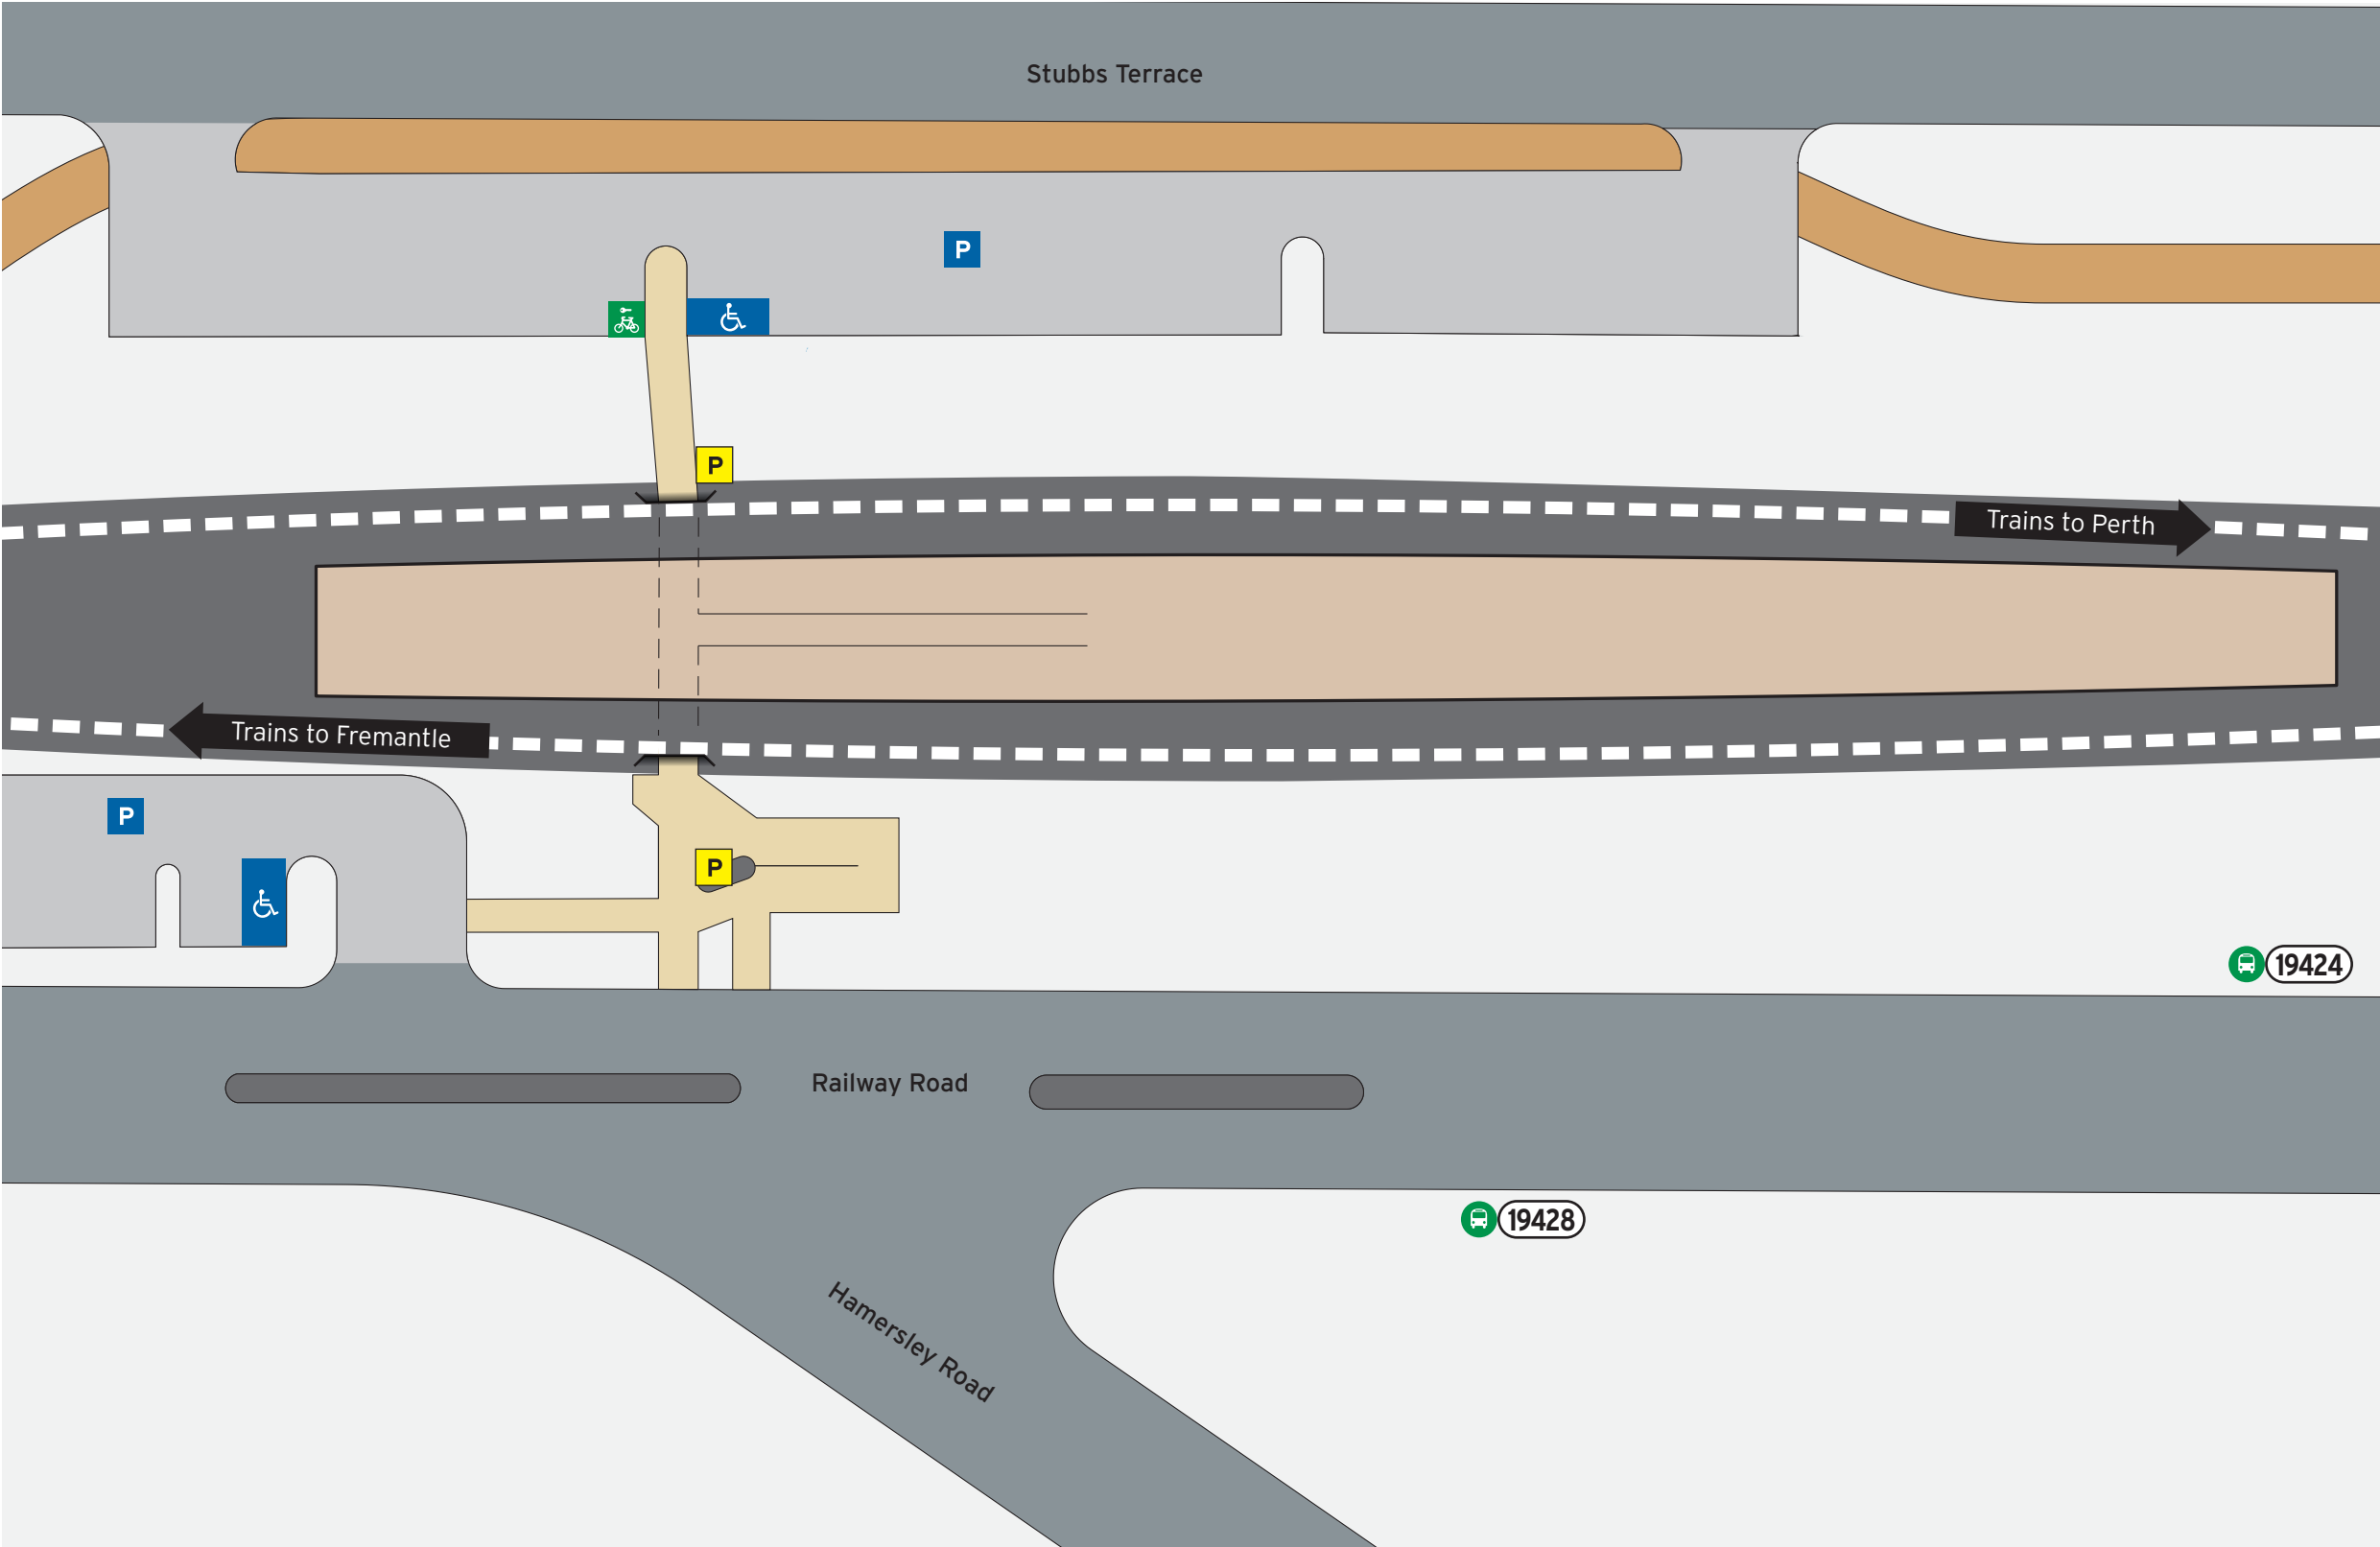 Stubbs Terrace
P
P
Trains to Perth
Trains to Fremantle
P
P
19424
Railway Road
19428
Hamersley Road